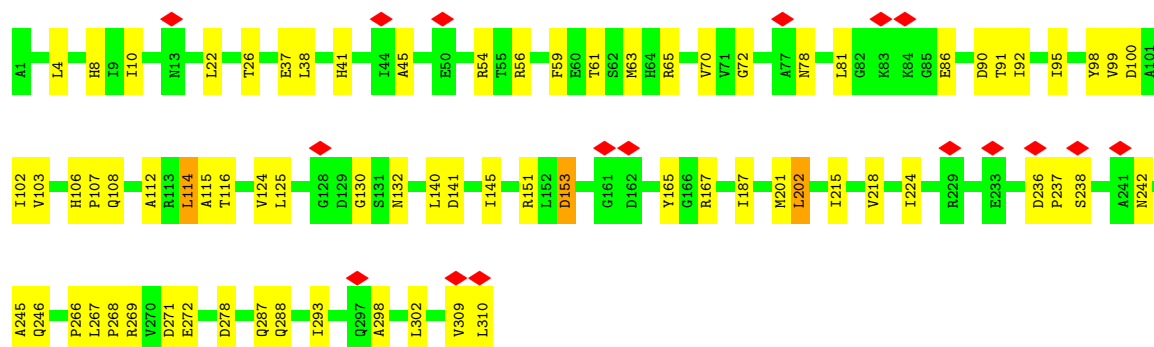 A1 L4 H8 I9 I10 N13 L22 T26 E37 L38 H41 I44 A45 E50 R54 T55 R56 F59 E60 T61 S62 M63 H64 R65 V70 V71 G72 A77 N78 L81 G82 K83 K84 G85 E86 D90 T91 I92 I95 Y98 V99 D100 A101
I102 V103 H106 P107 Q108 A112 R113 L114 A115 T116 V124 L125 G128 D129 G130 S131 N132 L140 D141 I145 R151 L152 D153 G161 D162 Y165 G166 R167 I187 M201 L202 I215 V218 I224 R229 E233 D236 P237 S238 A241 N242
A245 Q246 P266 L267 P268 R269 V270 D271 E272 D278 Q287 Q288 I293 Q297 A298 L302 V309 L310